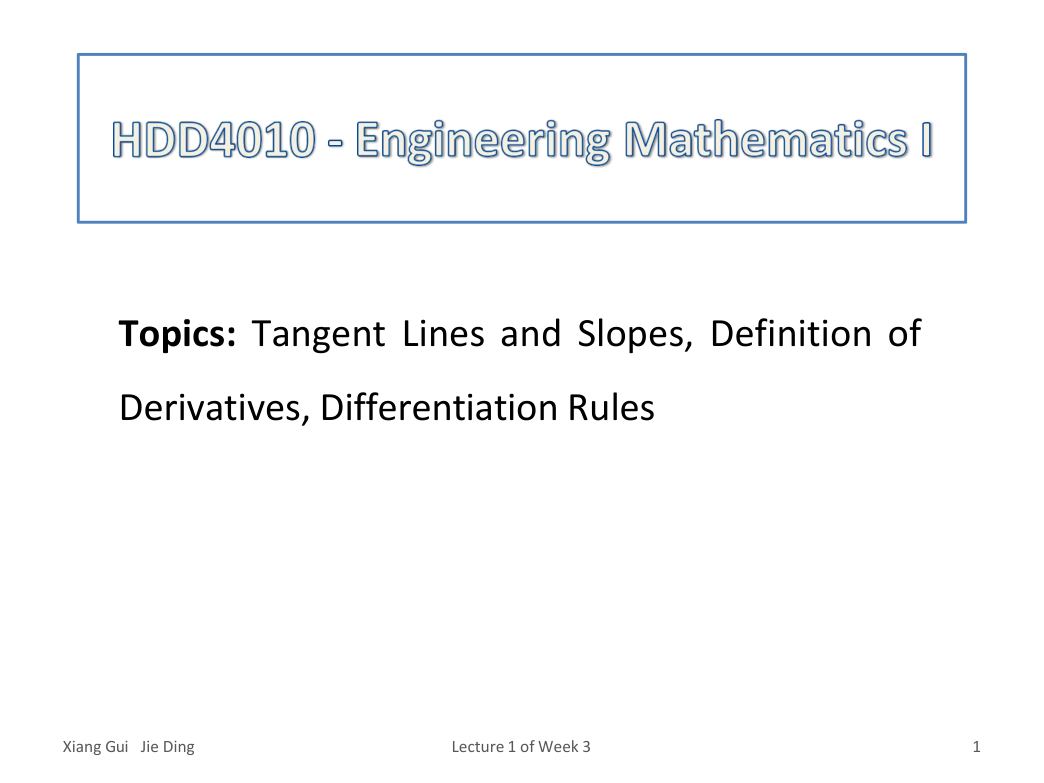 HDD4010 - Engineering Mathematics I
Topics: Tangent Lines and Slopes, Definition of
Derivatives, Differentiation Rules
Xiang Gui Jie Ding
Lecture 1 of Week 3
1